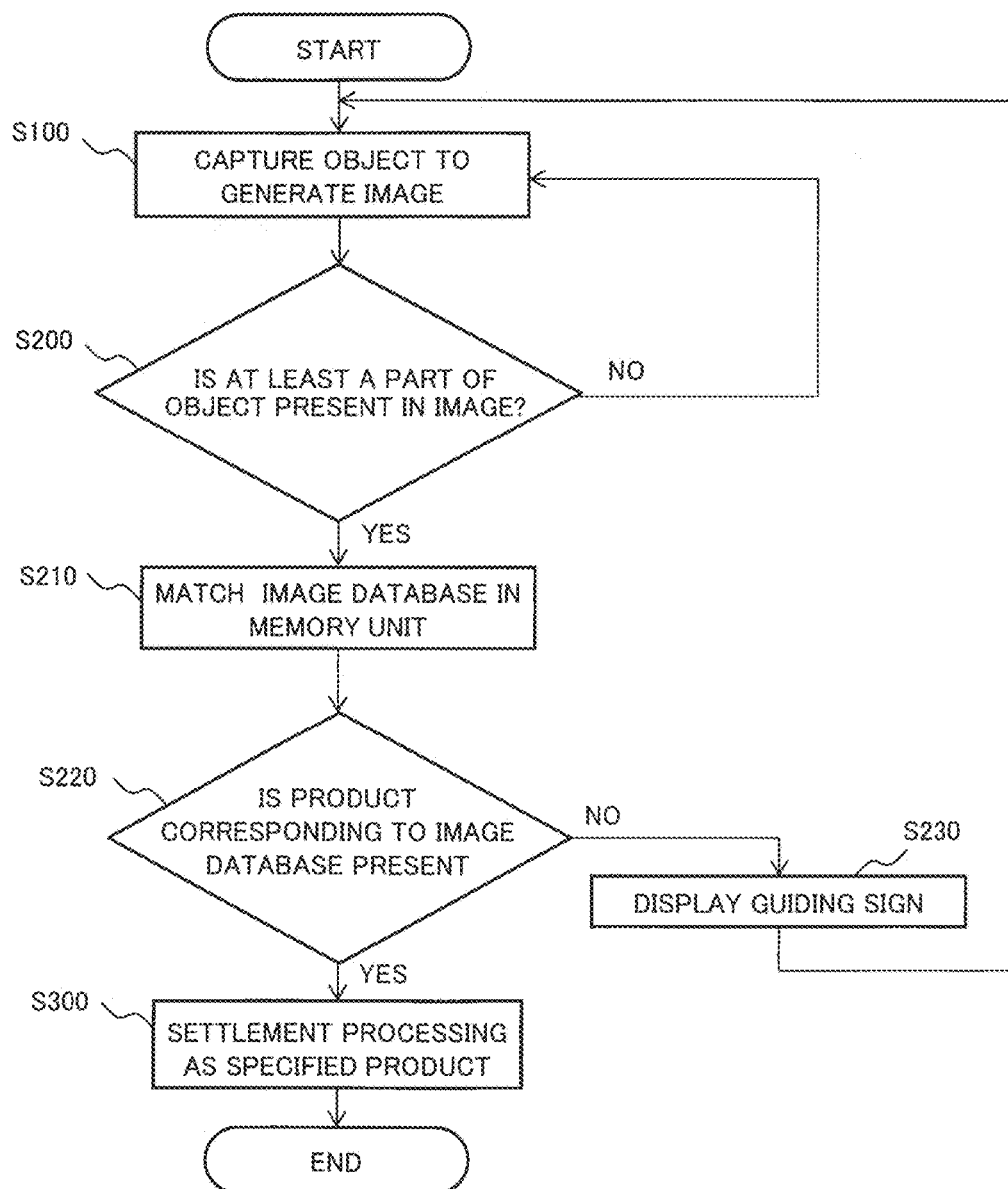 START
S100
CAPTURE OBJECT TO
GENERATE IMAGE
S200
IS AT LEAST A PART OF
OBJECT PRESENT IN IMAGE?
NO
YES
S210
MATCH IMAGE DATABASE IN
MEMORY UNIT
S220
IS PRODUCT
CORRESPONDING TO IMAGE
DATABASE PRESENT
NO
S230
DISPLAY GUIDING SIGN
YES
S300
SETTLEMENT PROCESSING
AS SPECIFIED PRODUCT
END